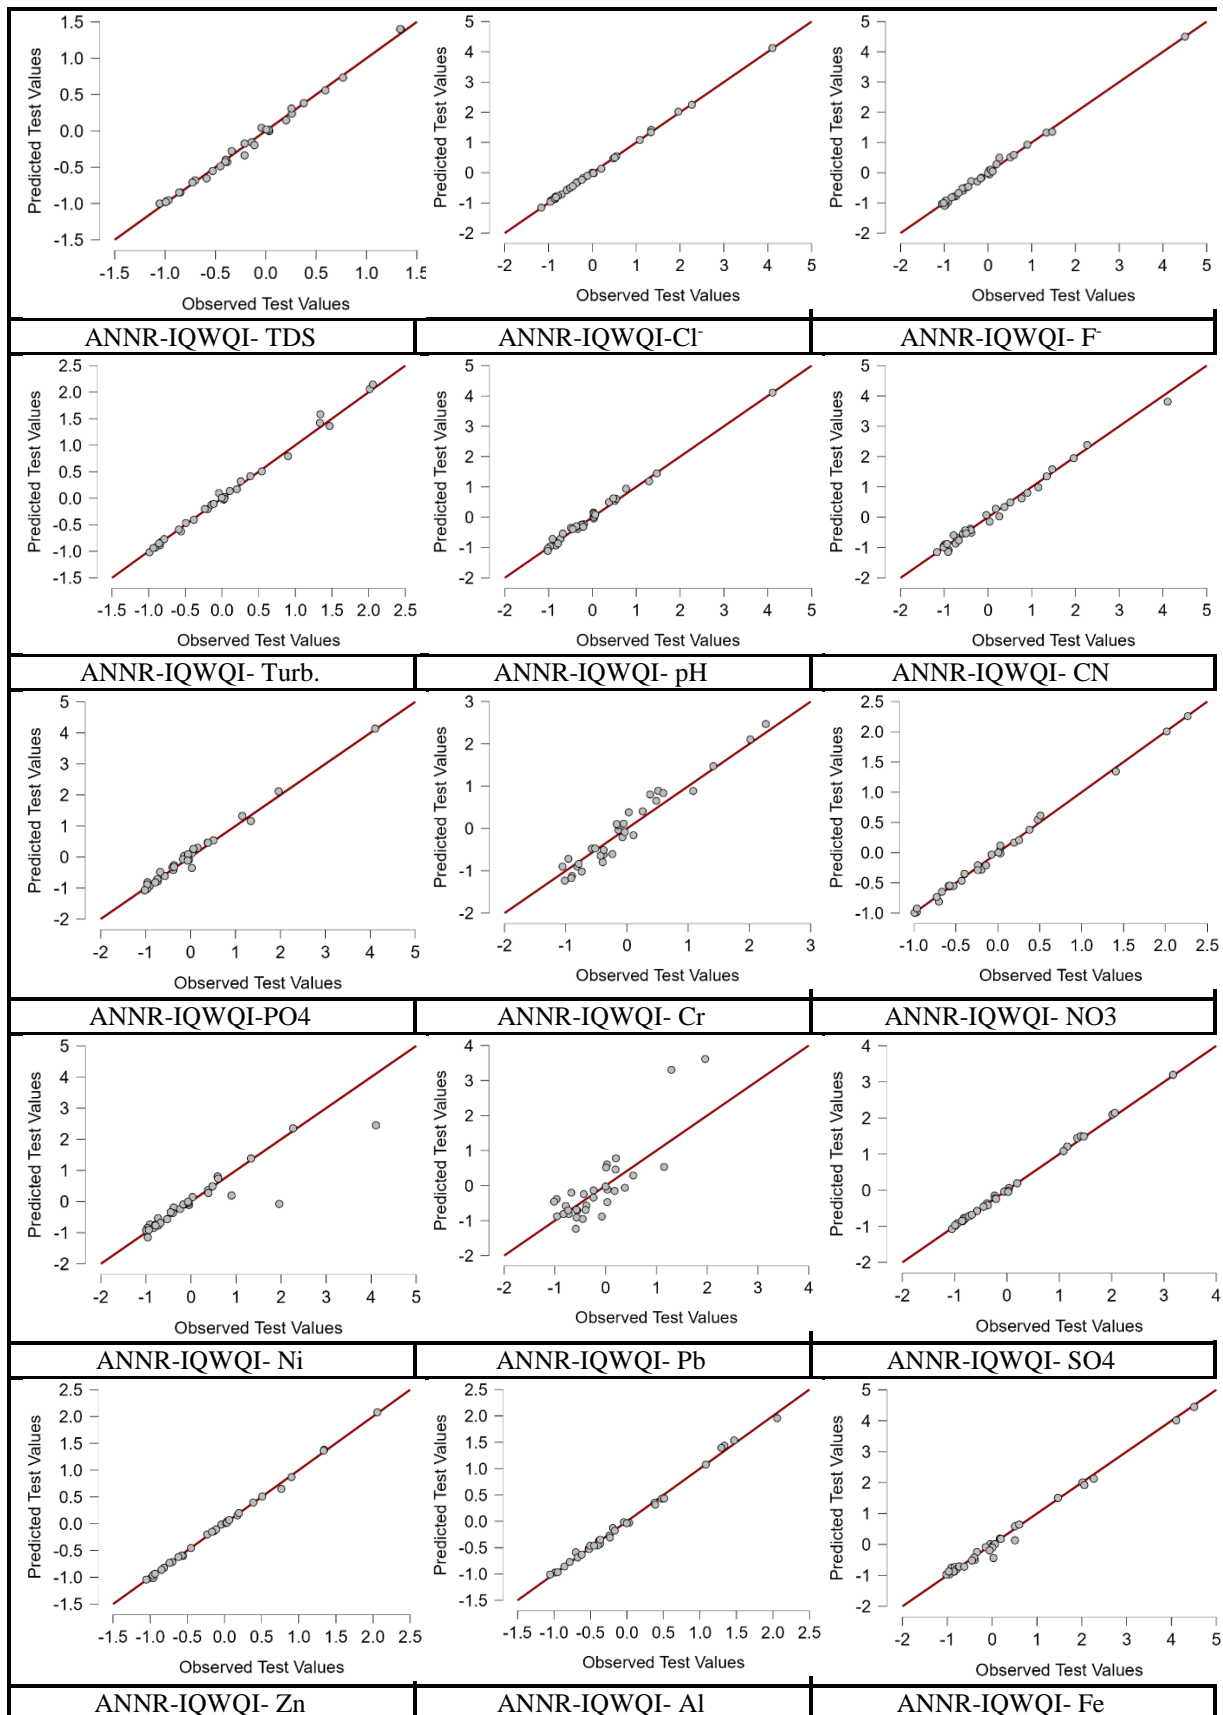 1.5
1.0
0.5
0.0
-0.5
-1.0
-1.5
Predicted Test Values
-1.5 -1.0 -0.5 0.0 0.5 1.0 1.5
Observed Test Values
5
4
3
2
1
0
-1
-2
Predicted Test Values
-2 -1 0 1 2 3 4 5
Observed Test Values
5
4
3
2
1
0
-1
-2
Predicted Test Values
-2 -1 0 1 2 3 4 5
Observed Test Values
ANNR-IQWQI- TDS
ANNR-IQWQI-Cl-
ANNR-IQWQI- F-
2.5
2.0
1.5
1.0
0.5
0.0
-0.5
-1.0
-1.5
Predicted Test Values
-1.5 -1.0 -0.5 0.0 0.5 1.0 1.5 2.0 2.5
Observed Test Values
5
4
3
2
1
0
-1
-2
Predicted Test Values
-2 -1 0 1 2 3 4 5
Observed Test Values
5
4
3
2
1
0
-1
-2
Predicted Test Values
-2 -1 0 1 2 3 4 5
Observed Test Values
ANNR-IQWQI- Turb.
ANNR-IQWQI- pH
ANNR-IQWQI- CN
5
4
3
2
1
0
-1
-2
Predicted Test Values
-2 -1 0 1 2 3 4 5
Observed Test Values
3
2
1
0
-1
-2
Predicted Test Values
-2 -1 0 1 2 3
Observed Test Values
2.5
2.0
1.5
1.0
0.5
0.0
-0.5
-1.0
Predicted Test Values
-1.0 -0.5 0.0 0.5 1.0 1.5 2.0 2.5
Observed Test Values
ANNR-IQWQI-PO4
ANNR-IQWQI- Cr
ANNR-IQWQI- NO3
5
4
3
2
1
0
-1
-2
Predicted Test Values
-2 -1 0 1 2 3 4 5
Observed Test Values
4
3
2
1
0
-1
-2
Predicted Test Values
-2 -1 0 1 2 3 4
Observed Test Values
4
3
2
1
0
-1
-2
Predicted Test Values
-2 -1 0 1 2 3 4
Observed Test Values
ANNR-IQWQI- Ni
ANNR-IQWQI- Pb
ANNR-IQWQI- SO4
2.5
2.0
1.5
1.0
0.5
0.0
-0.5
-1.0
-1.5
Predicted Test Values
-1.5 -1.0 -0.5 0.0 0.5 1.0 1.5 2.0 2.5
Observed Test Values
2.5
2.0
1.5
1.0
0.5
0.0
-0.5
-1.0
-1.5
Predicted Test Values
-1.5 -1.0 -0.5 0.0 0.5 1.0 1.5 2.0 2.5
Observed Test Values
5
4
3
2
1
0
-1
-2
Predicted Test Values
-2 -1 0 1 2 3 4 5
Observed Test Values
ANNR-IQWQI- Zn
ANNR-IQWQI- Al
ANNR-IQWQI- Fe